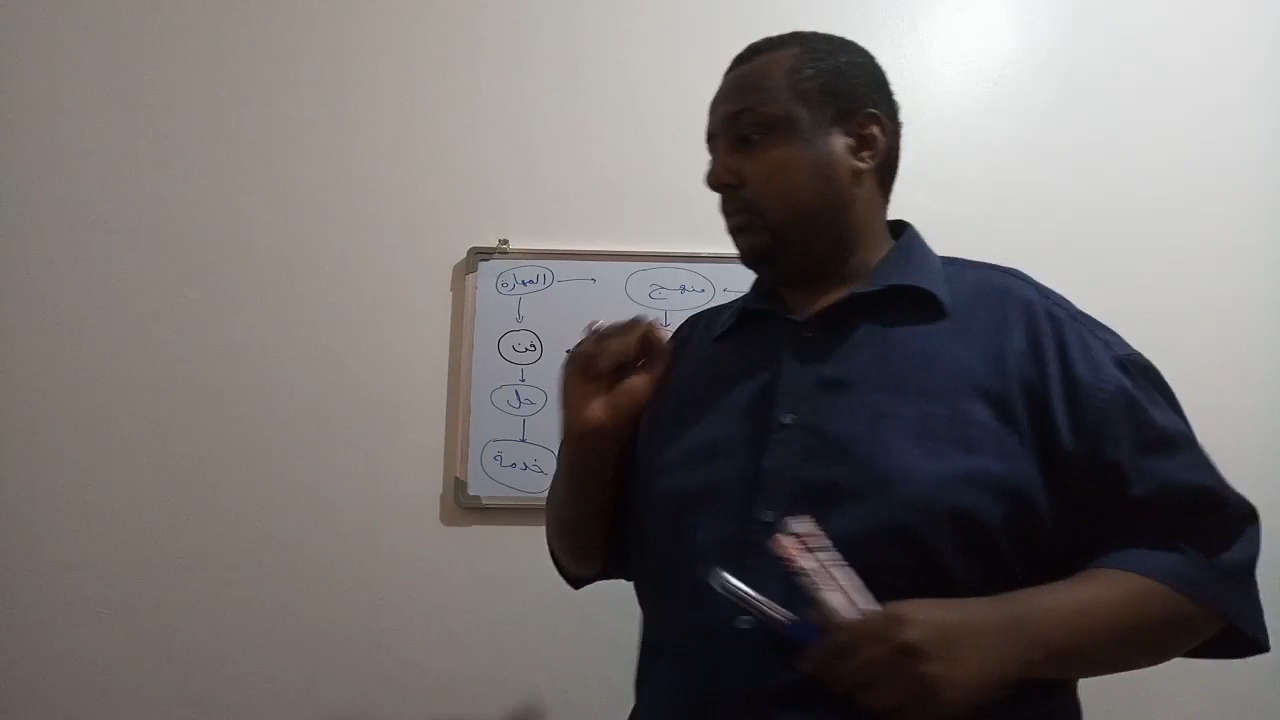 منهج المهارة
فن
حل
خدمة